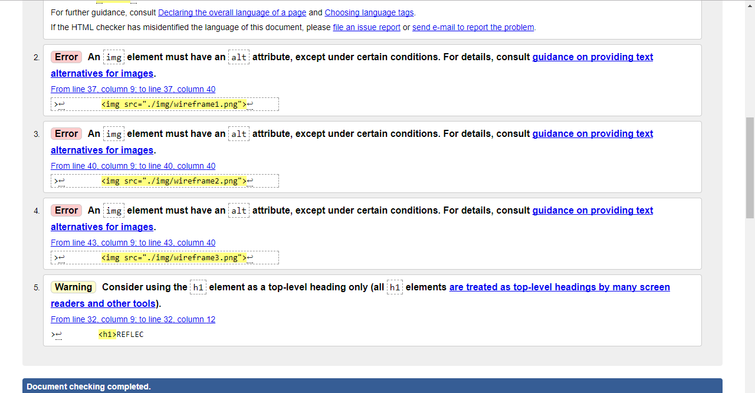 For further guidance, consult Declaring the overall language of a page and Choosing language tags.
If the HTML checker has misidentified the language of this document, please file an issue report or send e-mail to report the problem.
2. Error An img element must have an alt attribute, except under certain conditions. For details, consult guidance on providing text
alternatives for images.
From line 37, column 9; to line 37, column 40
>↩ <img src="./img/wireframe1.png">↩
3. Error An img element must have an alt attribute, except under certain conditions. For details, consult guidance on providing text
alternatives for images.
From line 40, column 9; to line 40, column 40
>↩ <img src="./img/wireframe2.png">↩
4. Error An img element must have an alt attribute, except under certain conditions. For details, consult guidance on providing text
alternatives for images.
From line 43, column 9; to line 43, column 40
>↩ <img src="./img/wireframe3.png">↩
5. Warning Consider using the h1 element as a top-level heading only (all h1 elements are treated as top-level headings by many screen
readers and other tools).
From line 32, column 9; to line 32, column 12
>↩ <h1>REFLEC
Document checking completed.